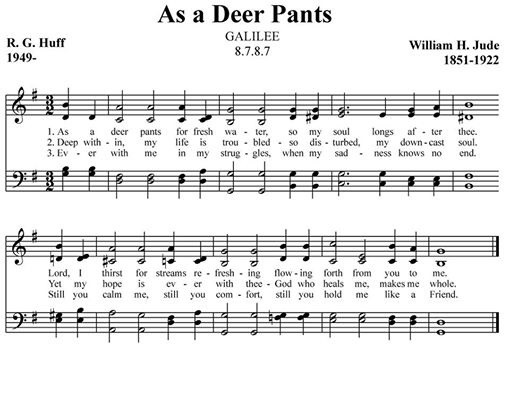 As a Deer Pants
GALILEE
8.7.8.7
R. G. Huff
1949-
William H. Jude
1851-1922
1. As a deer pants for fresh wa - ter, so my soul longs af - ter thee.
2. Deep with - in, my life is trou - bled - so dis - turbed, my down - cast soul.
3. Ev - er with me in my strug - gles, when my sad - ness knows no end.
Lord, I thirst for streams re - fresh - ing flow - ing forth from you to me.
Yet my hope is ev - er with thee - God who heals me, makes me whole.
Still you calm me, still you com - fort, still you hold me like a Friend.